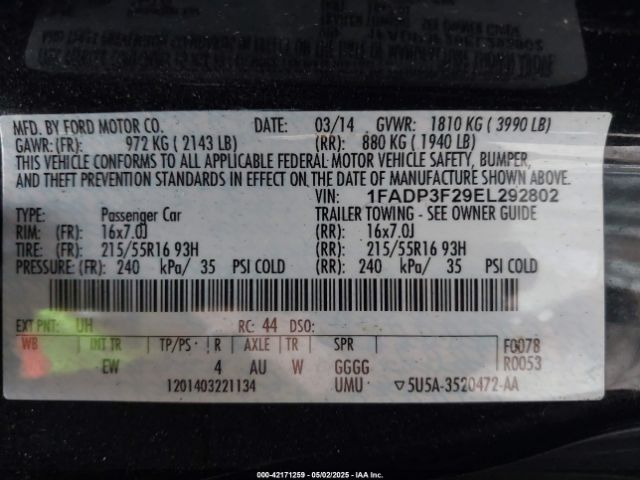 MFD. BY FORD MOTOR CO. DATE: 03/14 GVWR: 1810 KG ( 3990 LB)
GAWR: (FR): 972 KG ( 2143 LB) (RR): 880 KG ( 1940 LB)
THIS VEHICLE CONFORMS TO ALL APPLICABLE FEDERAL MOTOR VEHICLE SAFETY, BUMPER,
AND THEFT PREVENTION STANDARDS IN EFFECT ON THE DATE OF MANUFACTURE SHOWN ABOVE.
VIN: 1FADP3F29EL292802
TYPE: Passenger Car TRAILER TOWING - SEE OWNER GUIDE
RIM: (FR): 16x7.0J (RR): 16x7.0J
TIRE: (FR): 215/55R16 93H (RR): 215/55R16 93H
PRESSURE: (FR): 240 kPa/ 35 PSI COLD (RR): 240 kPa/ 35 PSI COLD
EXT PNT: UH RC: 44 DSO:
WB INT TR TP/PS R AXLE TR SPR F0078
EW 4 AU W GGGG R0053
1201403221134 UMU ▽5U5A-3520472-AA
000-42171259 - 05/02/2025 - IAAI.COM